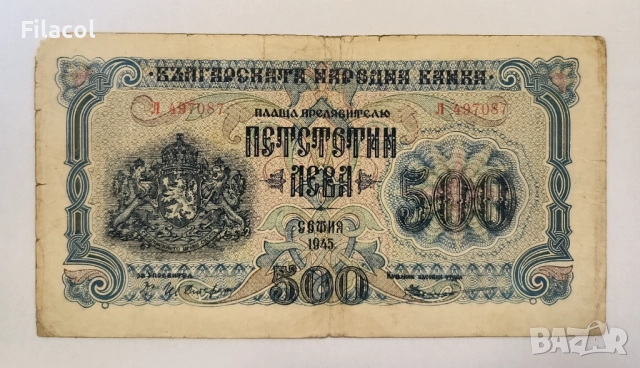 Filacol
БЪЛГАРСКАТА НАРОДНА БАНКА
Л 497087 Л 497087
ПЛАЩА ПРЕДЯВИТЕЛЮ
ПЕТСТОТИН
ЛЕВА
СОФИЯ
1945
500
500
BAZAR